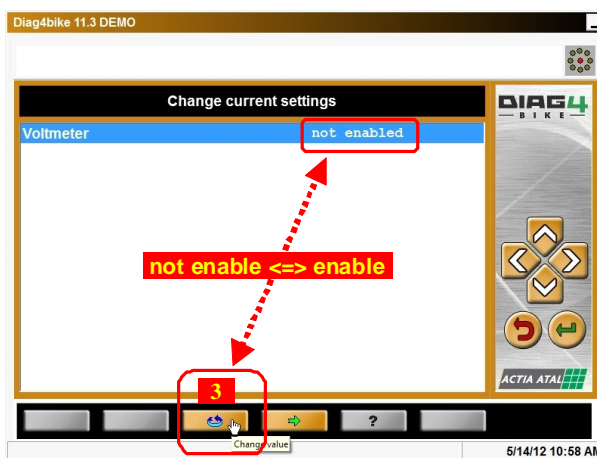 Diag4bike 11.3 DEMO
Change current settings
DIAG4
BIKE
Voltmeter not enabled
not enable <=> enable
3
ACTIA ATAL
?
Change value
5/14/12 10:58 AM